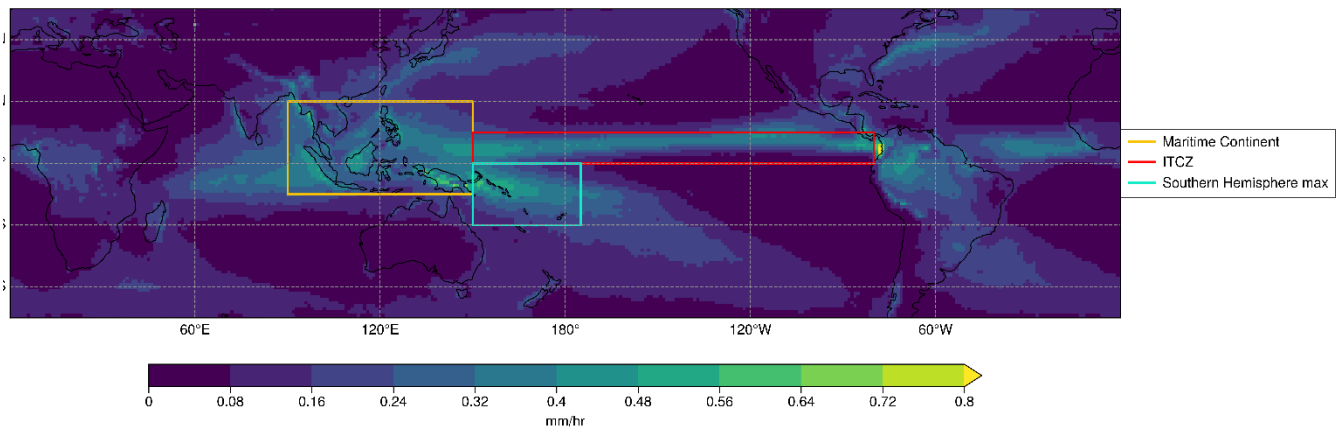 N
N
Maritime Continent
ITCZ
Southern Hemisphere max
°
S
S
60°E 120°E 180° 120°W 60°W
0 0.08 0.16 0.24 0.32 0.4 0.48 0.56 0.64 0.72 0.8
mm/hr